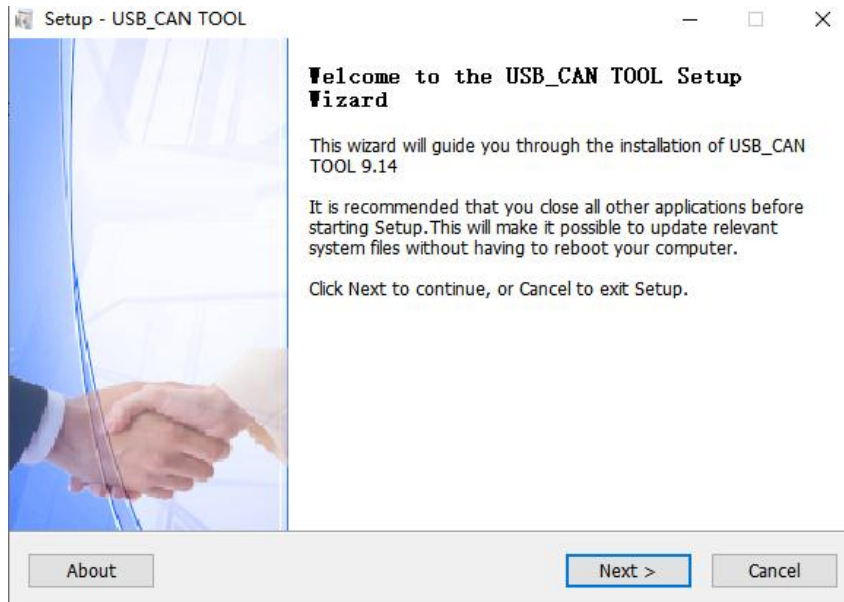 Setup - USB_CAN TOOL
Welcome to the USB_CAN TOOL Setup
Wizard
This wizard will guide you through the installation of USB_CAN
TOOL 9.14
It is recommended that you close all other applications before
starting Setup.This will make it possible to update relevant
system files without having to reboot your computer.
Click Next to continue, or Cancel to exit Setup.
About
Next >
Cancel